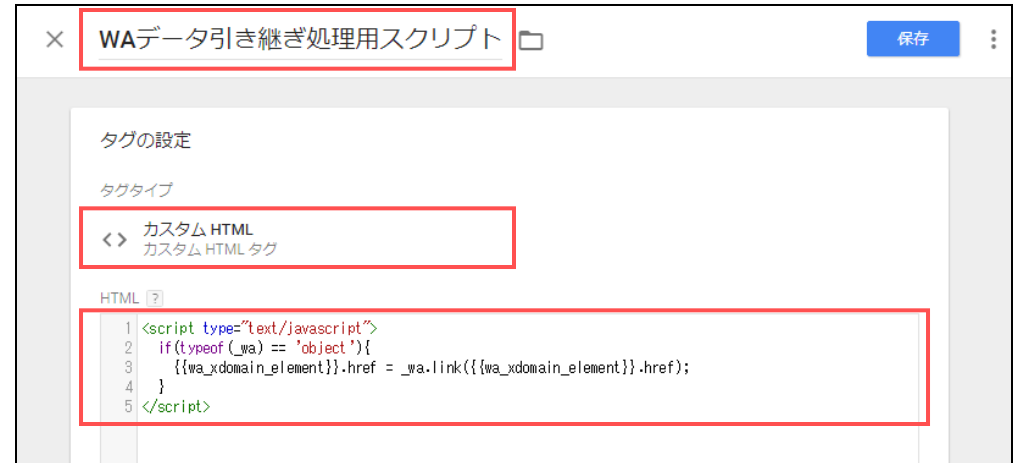 WAデータ引き継ぎ処理用スクリプト
保存
タグの設定
タグタイプ
カスタム HTML
カスタム HTML タグ
HTML ?
1 <script type="text/javascript">
2 if(typeof(_wa) == 'object'){
3 {{wa_xdomain_element}}.href = _wa.link({{wa_xdomain_element}}.href);
4 }
5 </script>